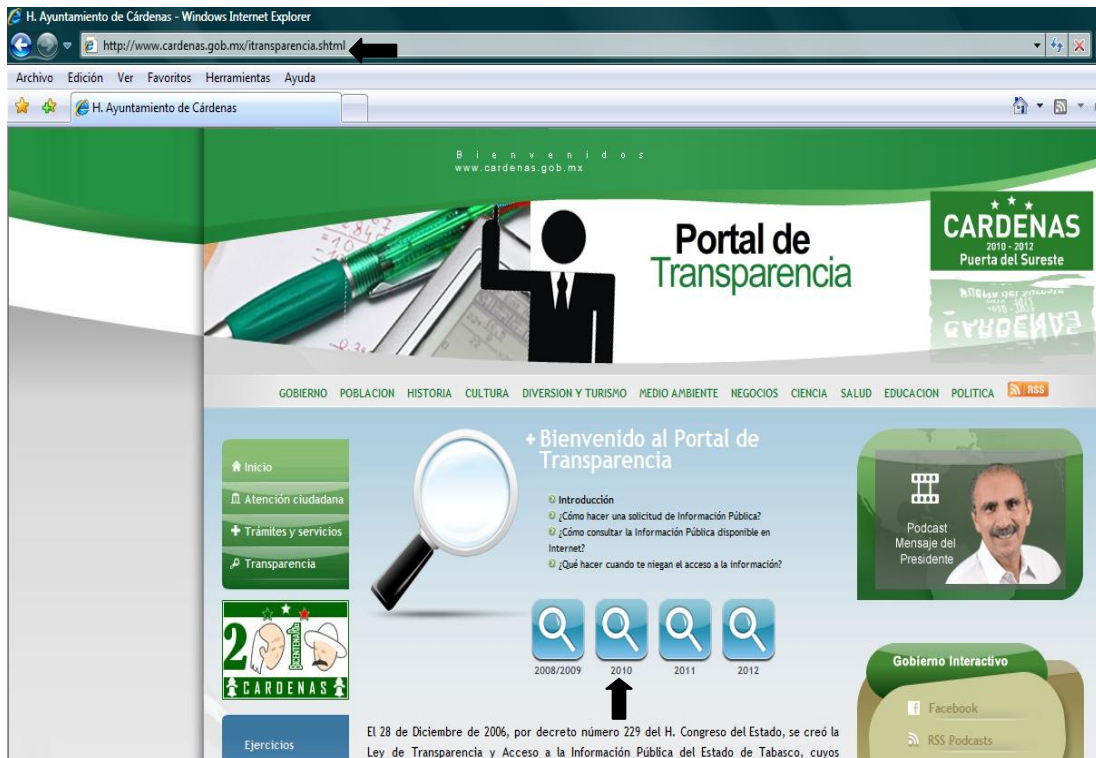 H. Ayuntamiento de Cárdenas - Windows Internet Explorer
http://www.cardenas.gob.mx/itransparencia.shtml
Archivo Edición Ver Favoritos Herramientas Ayuda
H. Ayuntamiento de Cárdenas
Bienvenidos
www.cardenas.gob.mx
Portal de
Transparencia
CARDENAS
2010 - 2012
Puerta del Sureste
GOBIERNO POBLACION HISTORIA CULTURA DIVERSION Y TURISMO MEDIO AMBIENTE NEGOCIOS CIENCIA SALUD EDUCACION POLITICA RSS
Inicio
Atención ciudadana
Trámites y servicios
Transparencia
+ Bienvenido al Portal de
Transparencia
Introducción
¿Cómo hacer una solicitud de Información Pública?
¿Cómo consultar la Información Pública disponible en
Internet?
¿Qué hacer cuando te niegan el acceso a la información?
Podcast
Mensaje del
Presidente
2008/2009 2010 2011 2012
2010
BICENTENARIO
CARDENAS
Gobierno Interactivo
Facebook
RSS Podcasts
Ejercicios
El 28 de Diciembre de 2006, por decreto número 229 del H. Congreso del Estado, se creó la
Ley de Transparencia y Acceso a la Información Pública del Estado de Tabasco, cuyos